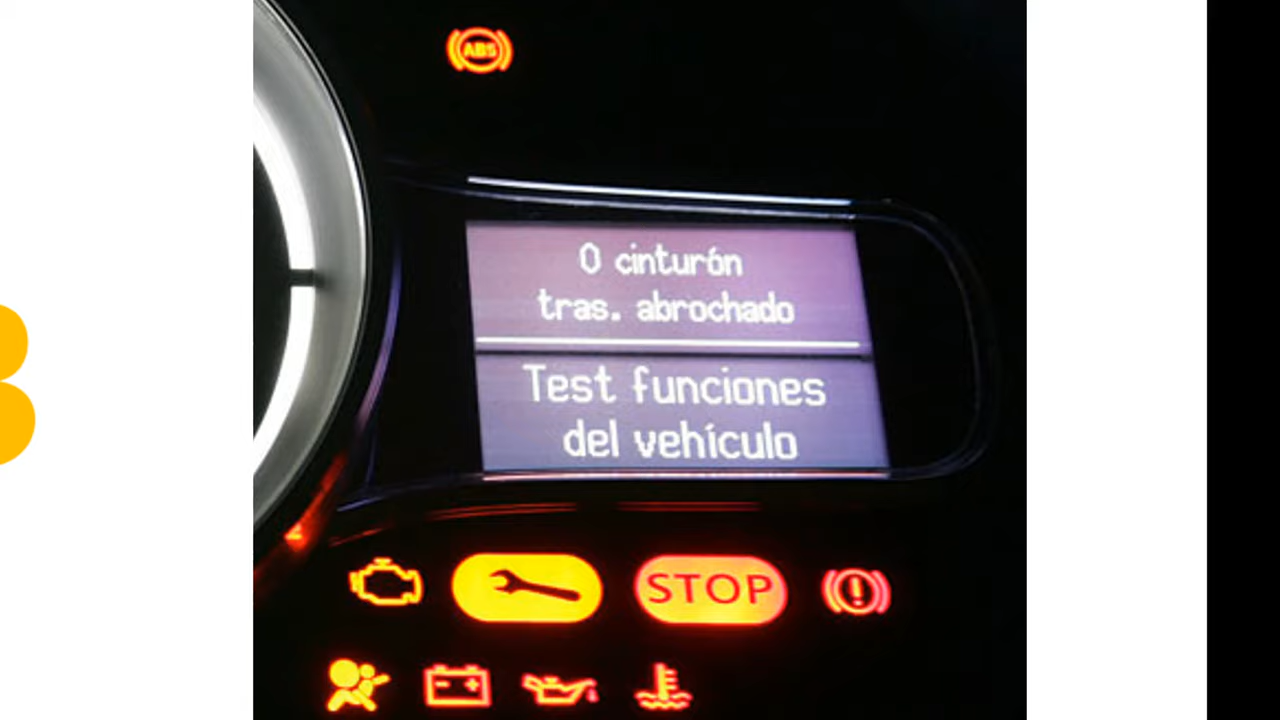 ABS
0 cinturón
tras. abrochado
Test funciones
del vehículo
STOP